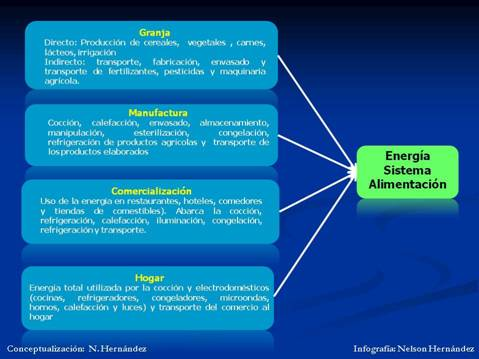 Granja
Directo: Producción de cereales, vegetales , carnes,
lácteos, irrigación
Indirecto: transporte, fabricación, envasado y
transporte de fertilizantes, pesticidas y maquinaria
agrícola.
Manufactura
Cocción, calefacción, envasado, almacenamiento,
manipulación, esterilización, congelación,
refrigeración de productos agrícolas y transporte de
los productos elaborados
Comercialización
Uso de la energía en restaurantes, hoteles, comedores
y tiendas de comestibles). Abarca la cocción,
refrigeración, calefacción, iluminación, congelación,
refrigeración y transporte.
Hogar
Energía total utilizada por la cocción y electrodomésticos
(cocinas, refrigeradores, congeladores, microondas,
hornos, calefacción y luces) y transporte del comercio al
hogar
Energía
Sistema
Alimentación
Conceptualización: N. Hernández
Infografía: Nelson Hernández